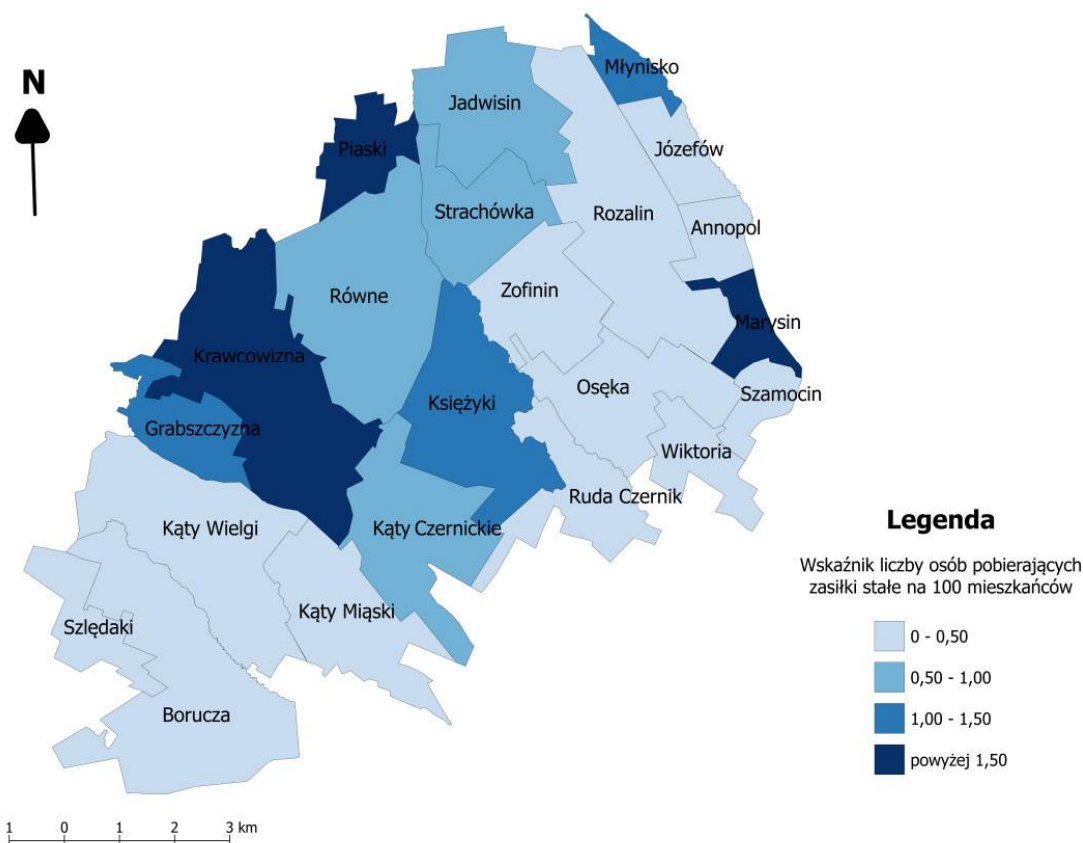 N
Młynisko
Jadwisin
Piaski
Józefów
Strachówka
Rozalin
Annopol
Zofinin
Równe
Marysin
Krawcowizna
Osęka
Szamocin
Księżyki
Grabszczyzna
Wiktoria
Ruda Czernik
Kąty Wielgi
Kąty Czernickie
Kąty Miąski
Szlędaki
Borucza
Legenda
Wskaźnik liczby osób pobierających
zasiłki stałe na 100 mieszkańców
0 - 0,50
0,50 - 1,00
1,00 - 1,50
powyżej 1,50
1 0 1 2 3 km